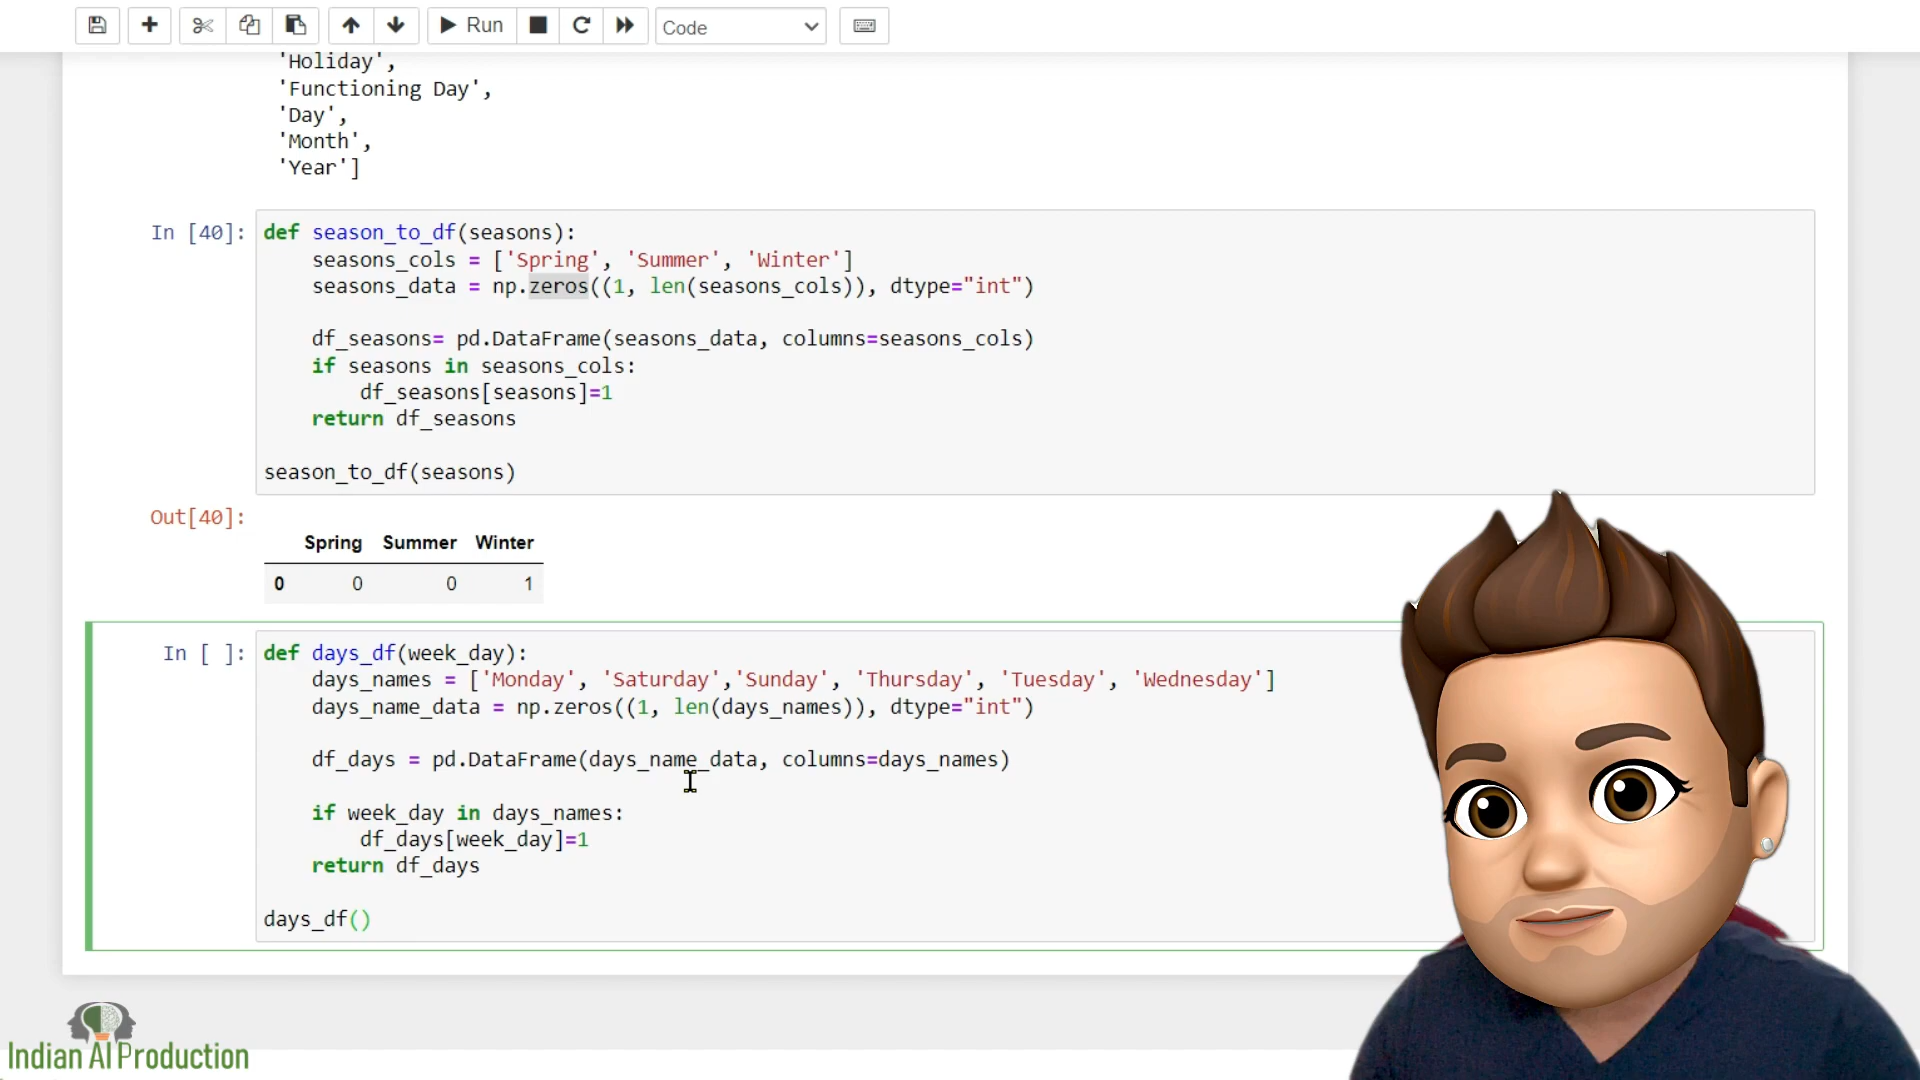 Run
Code
'Holiday',
'Functioning Day',
'Day',
'Month',
'Year']
In [40]:
def season_to_df(seasons):
seasons_cols = ['Spring', 'Summer', 'Winter']
seasons_data = np.zeros((1, len(seasons_cols)), dtype="int")
df_seasons= pd.DataFrame(seasons_data, columns=seasons_cols)
if seasons in seasons_cols:
df_seasons[seasons]=1
return df_seasons
season_to_df(seasons)
Out[40]:
Spring Summer Winter
0 0 0 1
In [ ]:
def days_df(week_day):
days_names = ['Monday', 'Saturday','Sunday', 'Thursday', 'Tuesday', 'Wednesday']
days_name_data = np.zeros((1, len(days_names)), dtype="int")
df_days = pd.DataFrame(days_name_data, columns=days_names)
if week_day in days_names:
df_days[week_day]=1
return df_days
days_df()
Indian AI Production